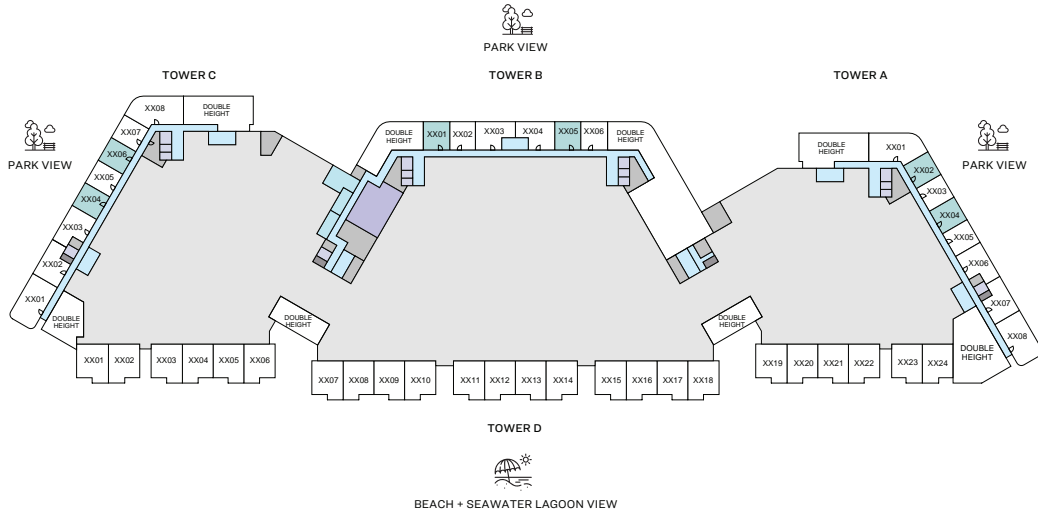 PARK VIEW
TOWER C
TOWER B
TOWER A
PARK VIEW
PARK VIEW
XX08
DOUBLE
HEIGHT
XX07
XX06
XX05
XX04
XX03
XX02
XX01
DOUBLE
HEIGHT
DOUBLE
HEIGHT
XX01
XX02
XX03
XX04
XX05
XX06
DOUBLE
HEIGHT
DOUBLE
HEIGHT
XX01
XX02
XX03
XX04
XX05
XX06
XX07
XX08
DOUBLE
HEIGHT
DOUBLE
HEIGHT
DOUBLE
HEIGHT
XX01
XX02
XX03
XX04
XX05
XX06
XX07
XX08
XX09
XX10
XX11
XX12
XX13
XX14
XX15
XX16
XX17
XX18
XX19
XX20
XX21
XX22
XX23
XX24
TOWER D
BEACH + SEAWATER LAGOON VIEW